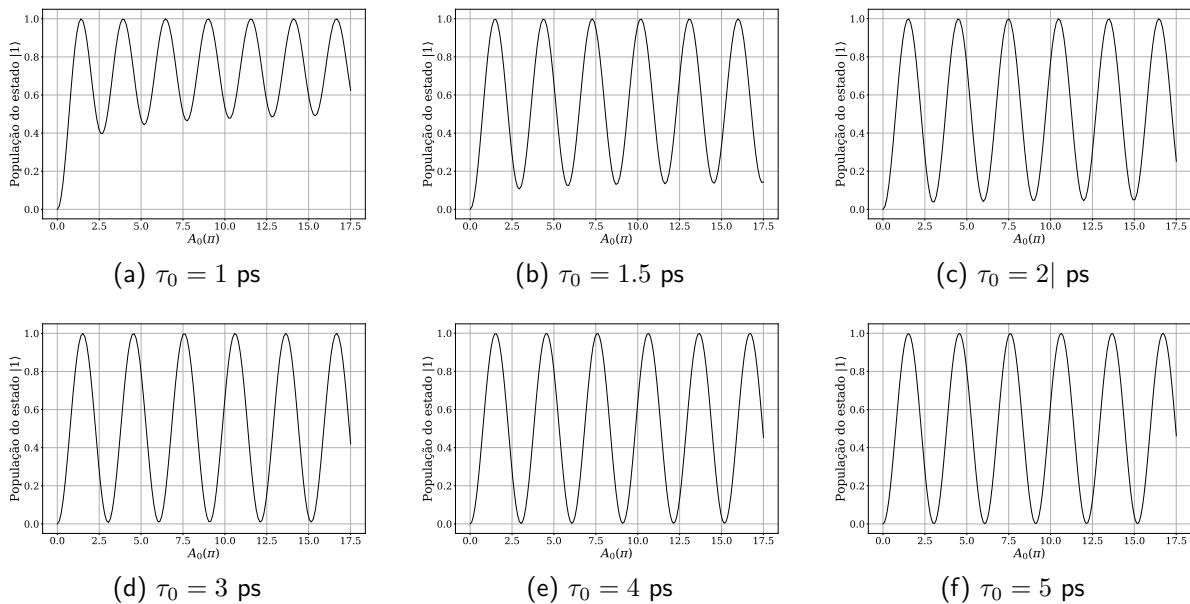 1.0
0.8
0.6
0.4
0.2
0.0
População do estado |1⟩
0.0 2.5 5.0 7.5 10.0 12.5 15.0 17.5
A₀(π)
(a) τ₀ = 1 ps
1.0
0.8
0.6
0.4
0.2
0.0
População do estado |1⟩
0.0 2.5 5.0 7.5 10.0 12.5 15.0 17.5
A₀(π)
(b) τ₀ = 1.5 ps
1.0
0.8
0.6
0.4
0.2
0.0
População do estado |1⟩
0.0 2.5 5.0 7.5 10.0 12.5 15.0 17.5
A₀(π)
(c) τ₀ = 2| ps
1.0
0.8
0.6
0.4
0.2
0.0
População do estado |1⟩
0.0 2.5 5.0 7.5 10.0 12.5 15.0 17.5
A₀(π)
(d) τ₀ = 3 ps
1.0
0.8
0.6
0.4
0.2
0.0
População do estado |1⟩
0.0 2.5 5.0 7.5 10.0 12.5 15.0 17.5
A₀(π)
(e) τ₀ = 4 ps
1.0
0.8
0.6
0.4
0.2
0.0
População do estado |1⟩
0.0 2.5 5.0 7.5 10.0 12.5 15.0 17.5
A₀(π)
(f) τ₀ = 5 ps